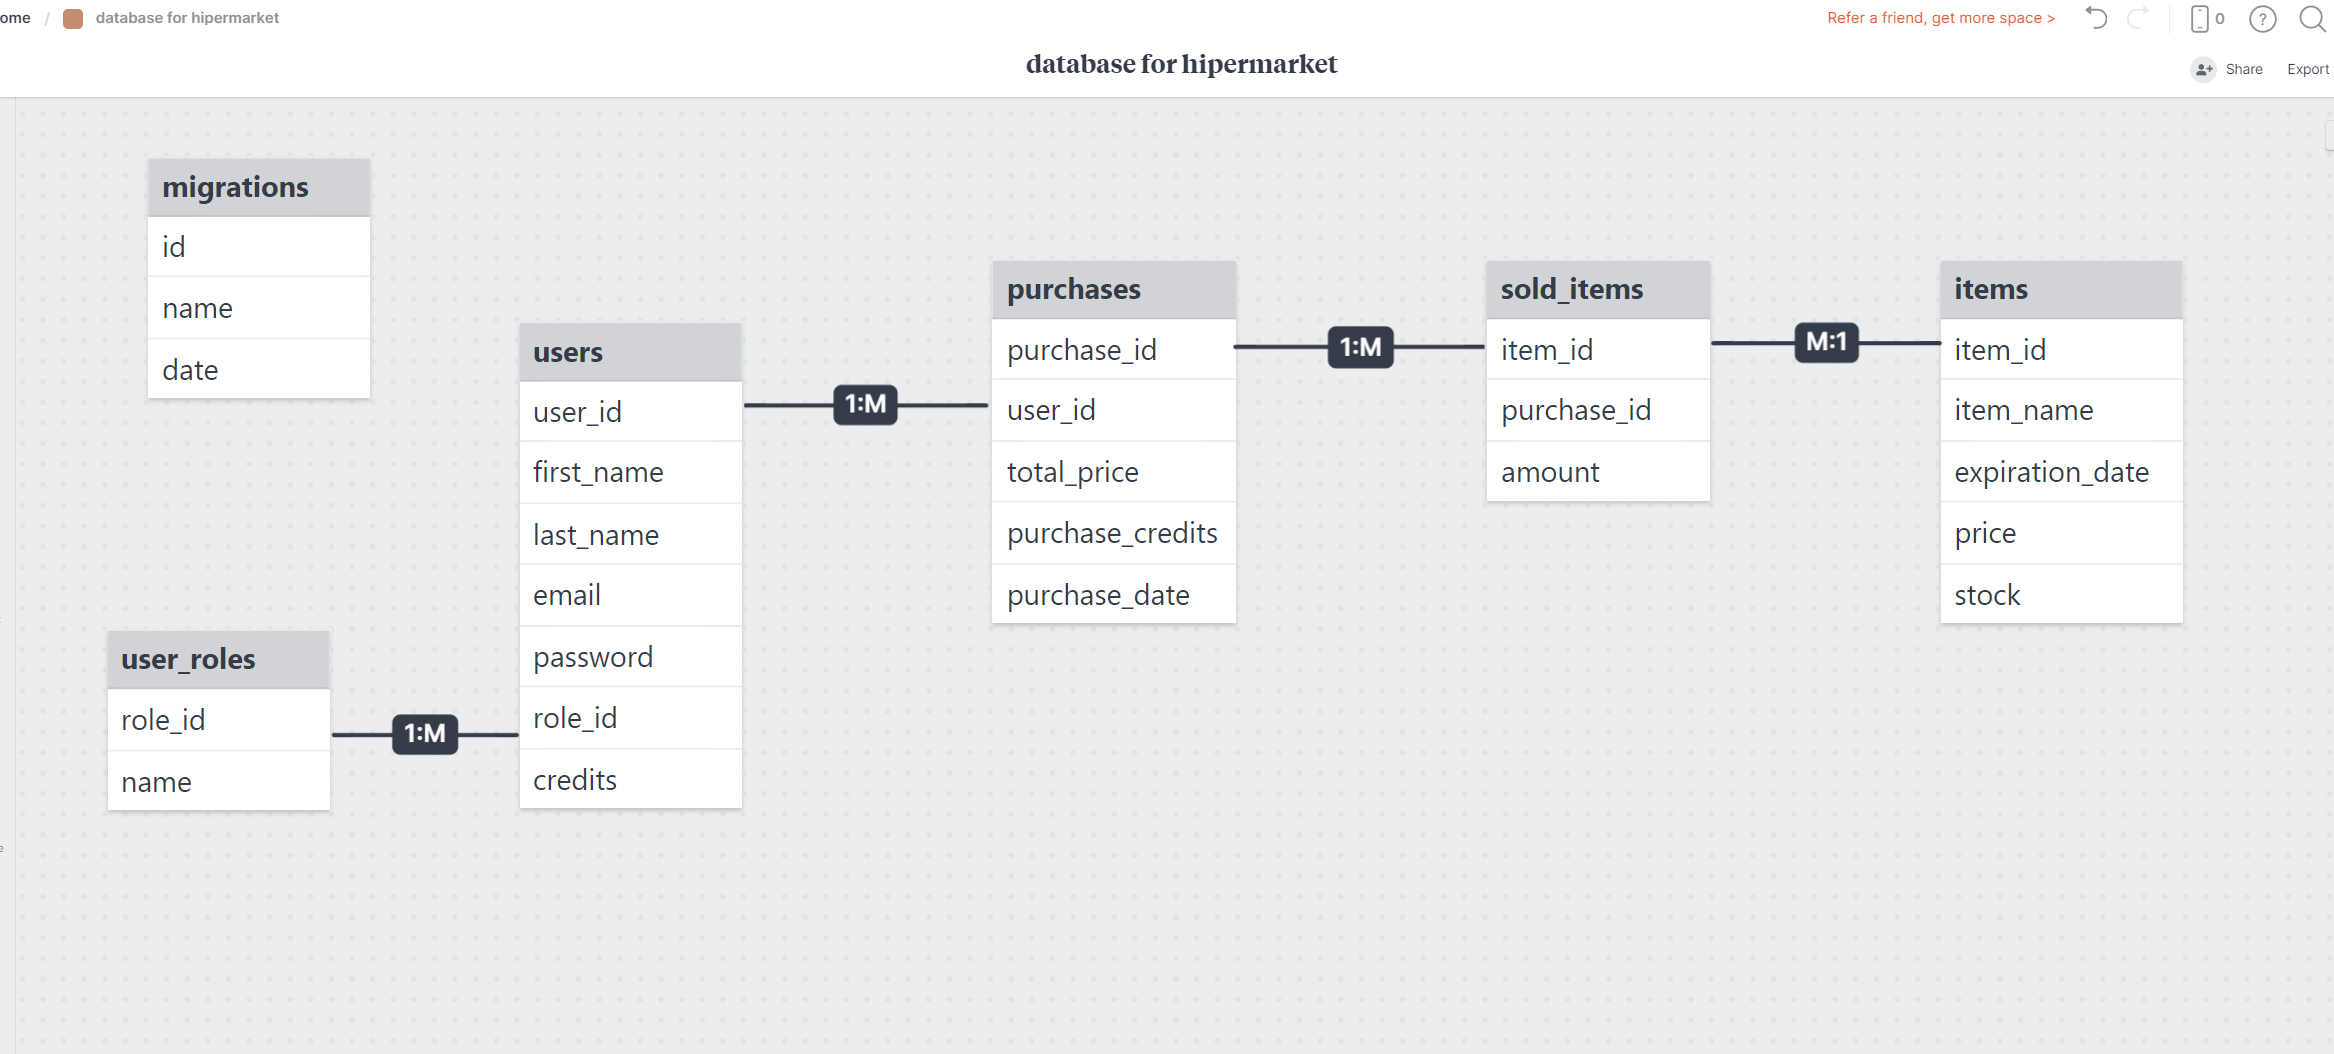 ome / database for hipermarket
Refer a friend, get more space >
0
?
database for hipermarket
Share
Export
migrations
id
name
date
user_roles
role_id
name
1:M
users
user_id
first_name
last_name
email
password
role_id
credits
1:M
purchases
purchase_id
user_id
total_price
purchase_credits
purchase_date
1:M
sold_items
item_id
purchase_id
amount
M:1
items
item_id
item_name
expiration_date
price
stock